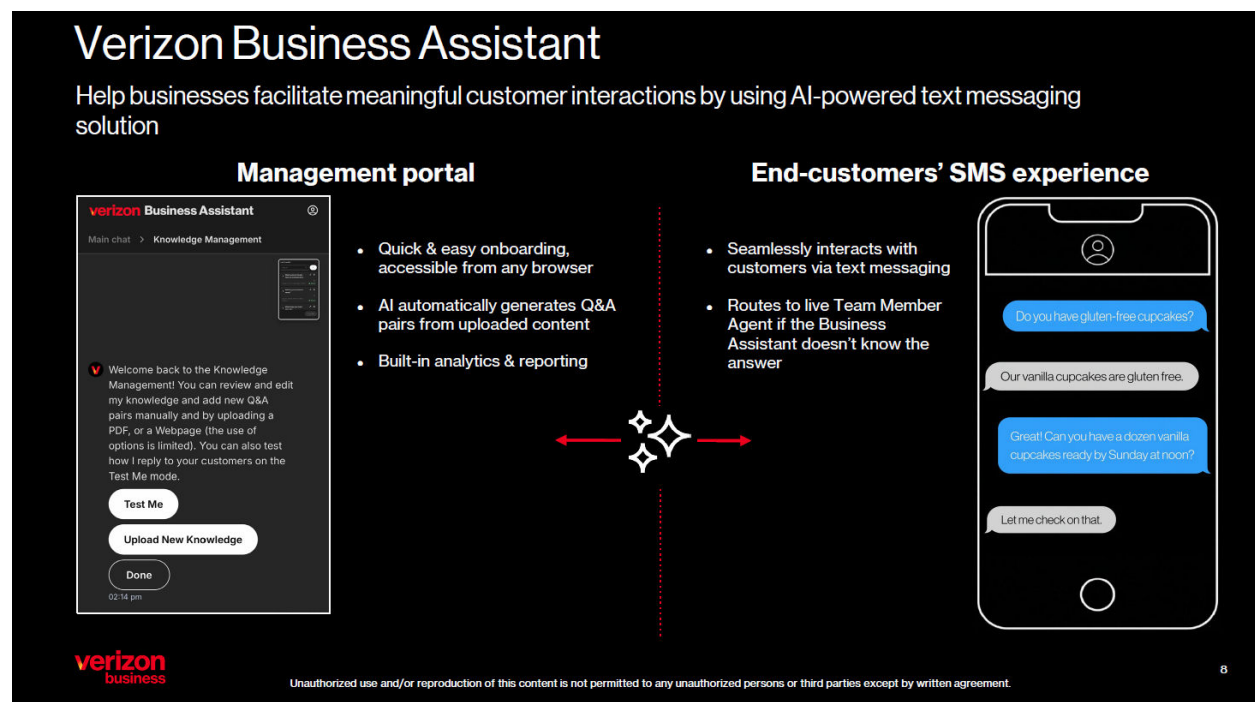 Verizon Business Assistant
Help businesses facilitate meaningful customer interactions by using AI-powered text messaging
solution
Management portal
verizon Business Assistant
Main chat > Knowledge Management
Welcome back to the Knowledge
Management! You can review and edit
my knowledge and add new Q&A
pairs manually and by uploading a
PDF, or a Webpage (the use of
options is limited). You can also test
how I reply to your customers on the
Test Me mode.
Test Me
Upload New Knowledge
Done
02:14 pm
• Quick & easy onboarding,
accessible from any browser
• AI automatically generates Q&A
pairs from uploaded content
• Built-in analytics & reporting
End-customers’ SMS experience
• Seamlessly interacts with
customers via text messaging
• Routes to live Team Member
Agent if the Business
Assistant doesn’t know the
answer
Do you have gluten-free cupcakes?
Our vanilla cupcakes are gluten free.
Great! Can you have a dozen vanilla
cupcakes ready by Sunday at noon?
Let me check on that.
verizon
business
Unauthorized use and/or reproduction of this content is not permitted to any unauthorized persons or third parties except by written agreement.
8